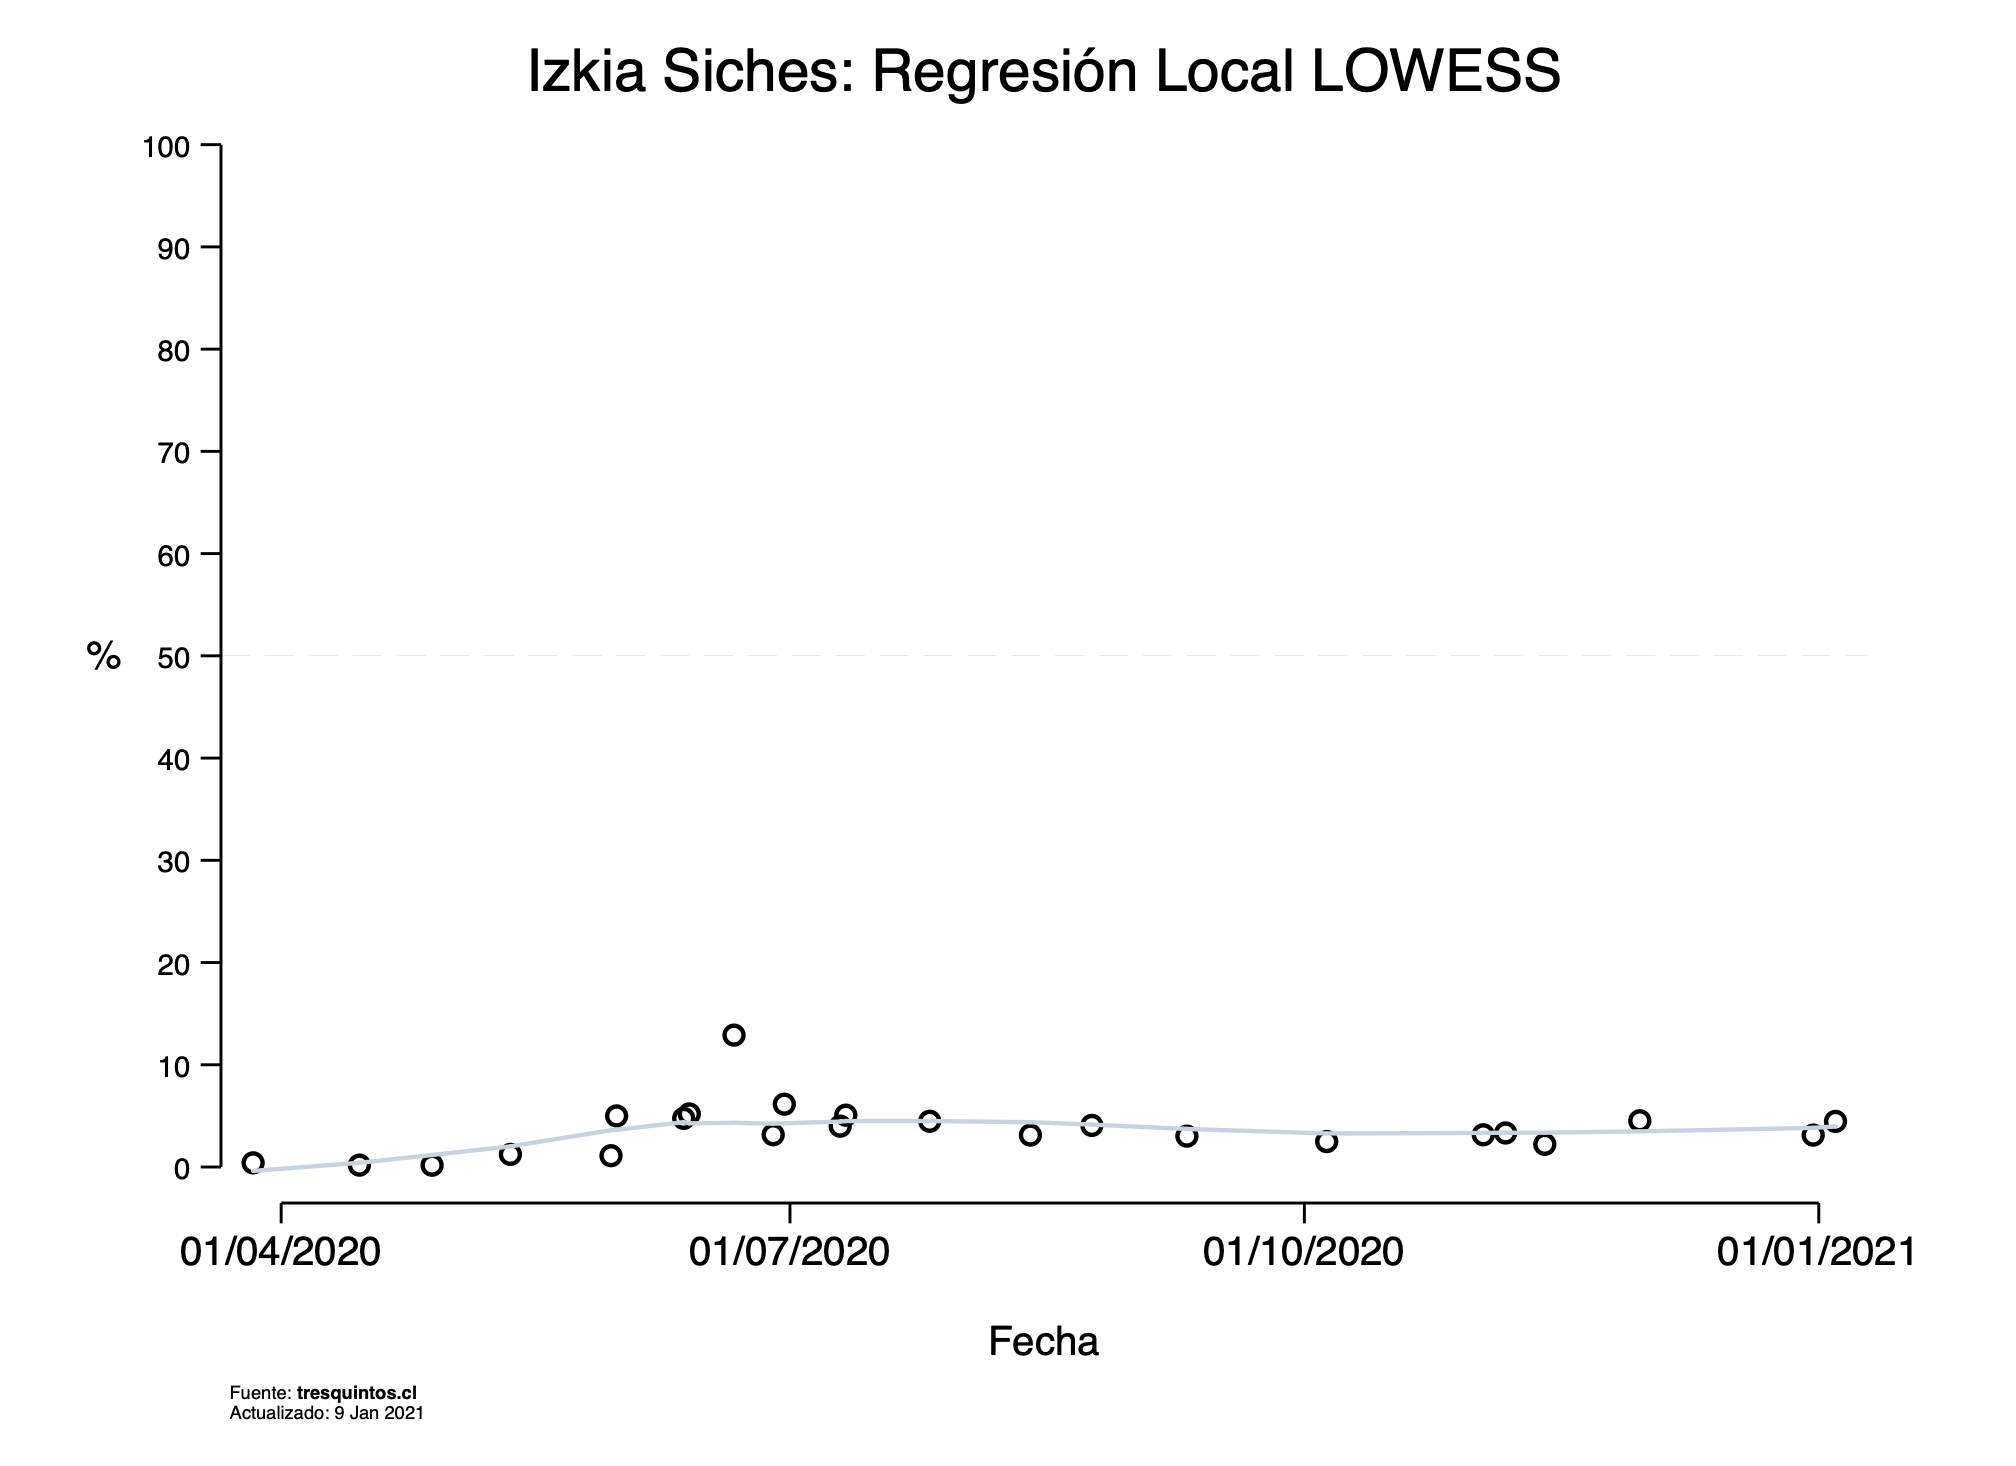 Izkia Siches: Regresión Local LOWESS
100
90
80
70
60
%
50
40
30
20
10
0
01/04/2020 01/07/2020 01/10/2020 01/01/2021
Fecha
Fuente: tresquintos.cl
Actualizado: 9 Jan 2021